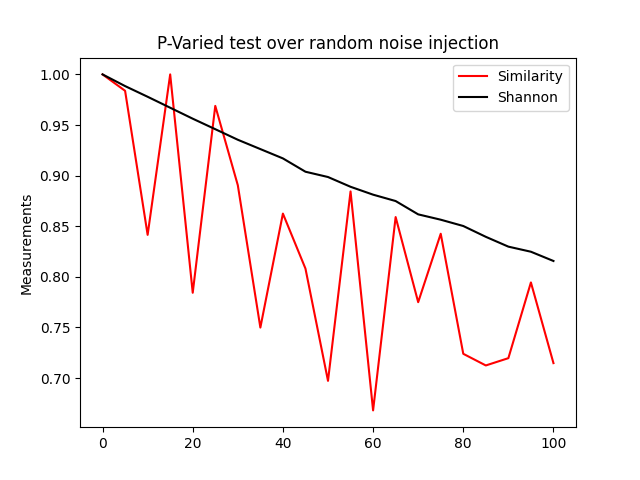 P-Varied test over random noise injection
Similarity
Shannon
Measurements
1.00
0.95
0.90
0.85
0.80
0.75
0.70
0 20 40 60 80 100